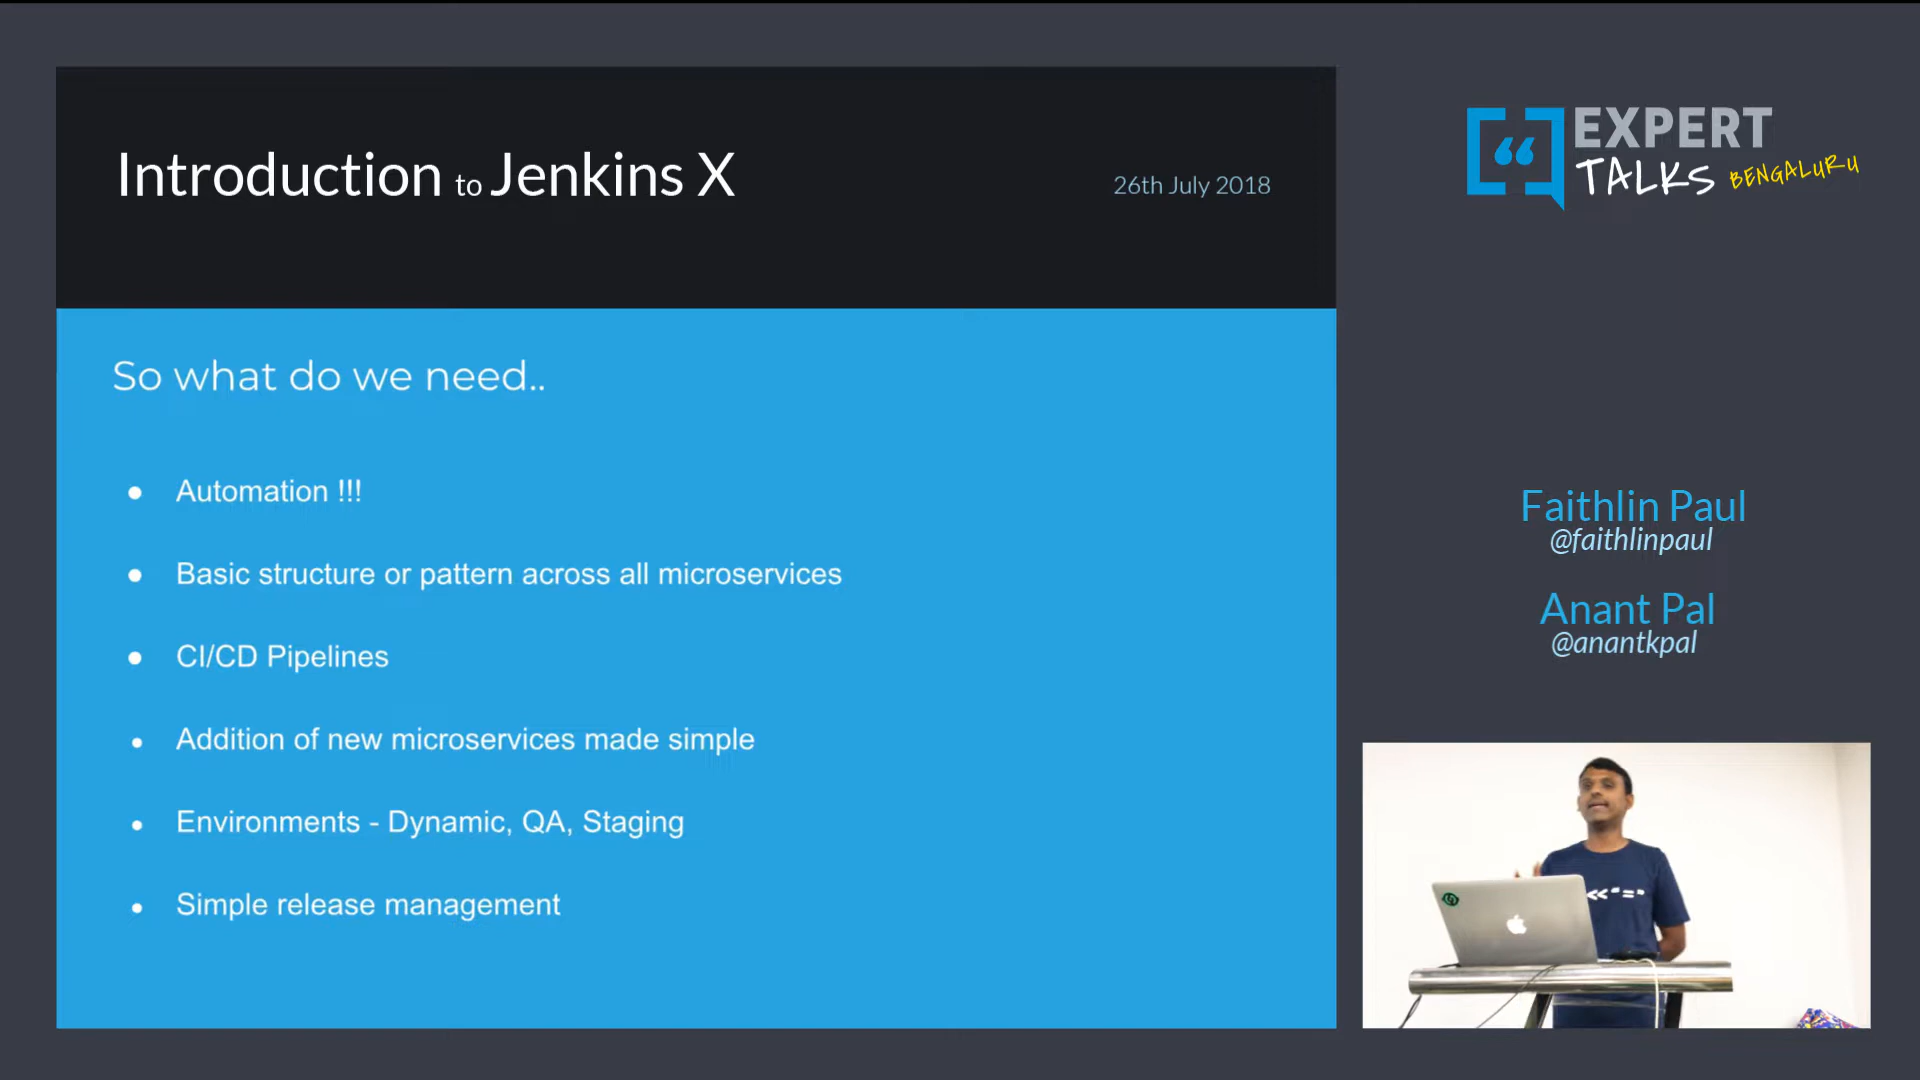 Introduction to Jenkins X
26th July 2018
EXPERT
TALKS BENGALURU
So what do we need..
● Automation !!!
● Basic structure or pattern across all microservices
● CI/CD Pipelines
● Addition of new microservices made simple
● Environments - Dynamic, QA, Staging
● Simple release management
Faithlin Paul
@faithlinpaul
Anant Pal
@anantkpal